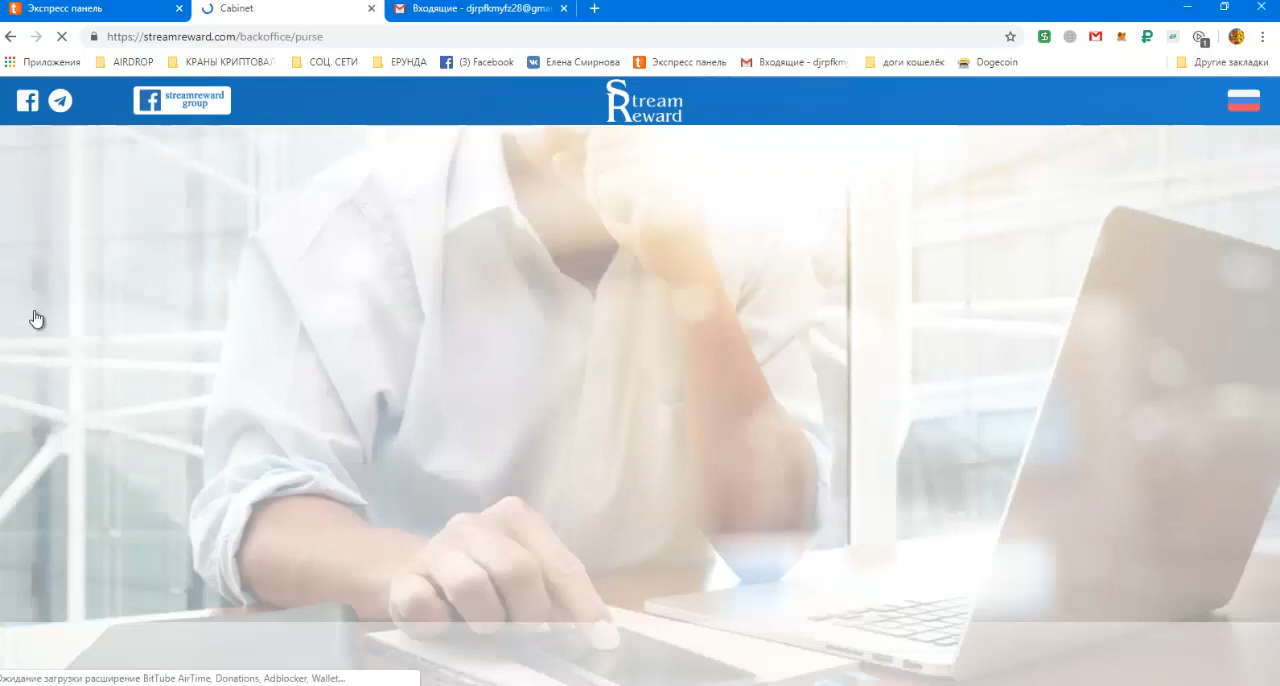 Экспресс панель
Cabinet
Входящие - djrpfkmyfz28@gma
https://streamreward.com/backoffice/purse
Приложения
AIRDROP
КРАНЫ КРИПТОВАЛ
СОЦ. СЕТИ
ЕРУНДА
(3) Facebook
Елена Смирнова
Экспресс панель
Входящие - djrpfkmy
доги кошелёк
Dogecoin
Другие закладки
streamreward
group
Stream
Reward
Ожидание загрузки расширение BitTube AirTime, Donations, Adblocker, Wallet...